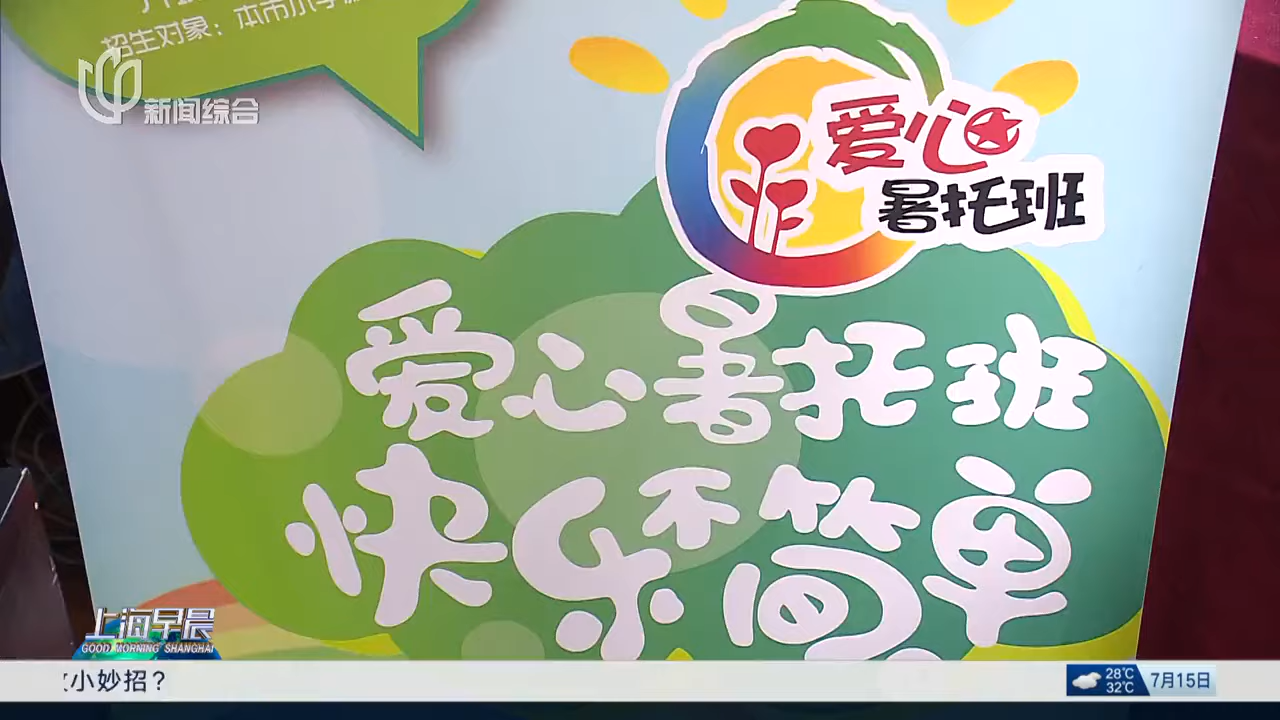 招生对象：本市小学
新闻综合
爱心
暑托班
爱心暑托班
快乐不简单
上海早晨
GOOD MORNING SHANGHAI
小妙招？
28℃
32℃
7月15日